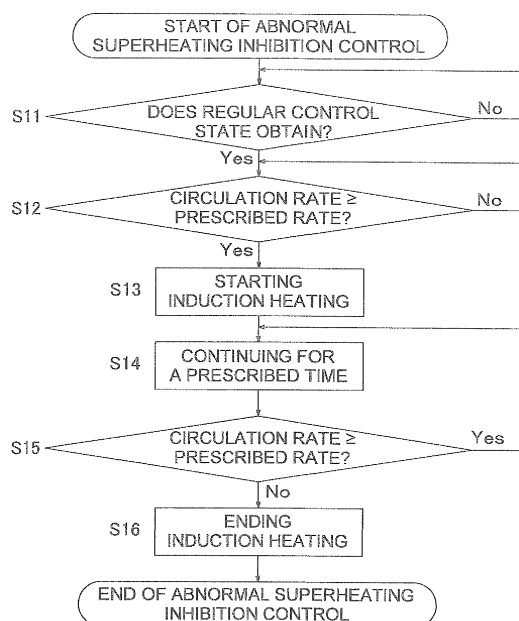 START OF ABNORMAL
SUPERHEATING INHIBITION CONTROL
S11
DOES REGULAR CONTROL
STATE OBTAIN?
No
Yes
S12
CIRCULATION RATE ≥
PRESCRIBED RATE?
No
Yes
S13
STARTING
INDUCTION HEATING
S14
CONTINUING FOR
A PRESCRIBED TIME
S15
CIRCULATION RATE ≥
PRESCRIBED RATE?
Yes
No
S16
ENDING
INDUCTION HEATING
END OF ABNORMAL SUPERHEATING
INHIBITION CONTROL